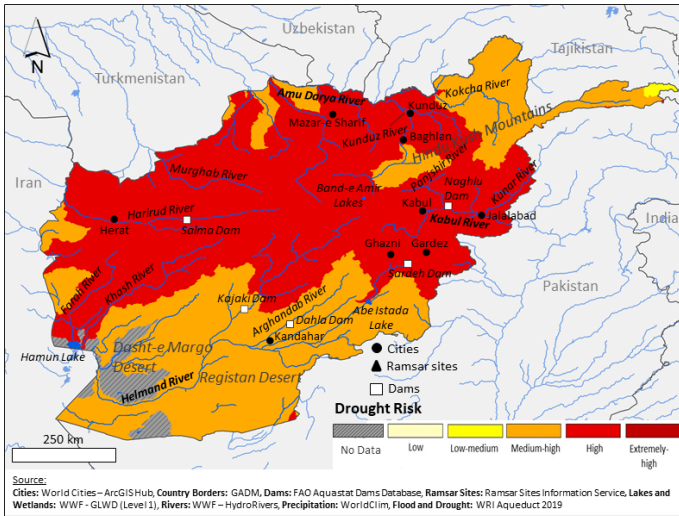 Uzbekistan
Tajikistan
N
Turkmenistan
Amu Darya River
Kokcha River
Kunduz
Mazar-e Sharif
Kunduz River
Baghlan
Hindu Kush Mountains
Panjshir River
Murghab River
Naghlu
Dam
Kunar River
Iran
Band-e Amir
Lakes
Harirud River
Kabul
Jalalabad
India
Herat
Salma Dam
Kabul River
Ghazni
Gardez
Sardeh Dam
Farah River
Khash River
Pakistan
Kajaki Dam
Arghandab River
Abe Istada
Lake
Dahla Dam
Kandahar
Hamun Lake
Dasht-e Margo
Desert
Helmand River
Registan Desert
Cities
Ramsar sites
Dams
Drought Risk
250 km
No Data
Low
Low-medium
Medium-high
High
Extremely-
high
Source:
Cities: World Cities – ArcGIS Hub, Country Borders: GADM, Dams: FAO Aquastat Dams Database, Ramsar Sites: Ramsar Sites Information Service, Lakes and
Wetlands: WWF - GLWD (Level 1), Rivers: WWF – HydroRivers, Precipitation: WorldClim, Flood and Drought: WRI Aqueduct 2019